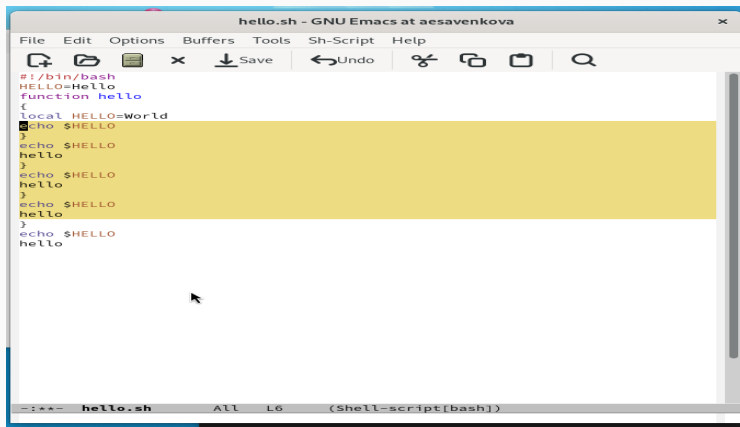 hello.sh - GNU Emacs at aesavenkova ×
File Edit Options Buffers Tools Sh-Script Help
Save Undo
#!/bin/bash
HELLO=Hello
function hello
{
local HELLO=World
echo $HELLO
}
echo $HELLO
hello
}
echo $HELLO
hello
}
echo $HELLO
hello
}
echo $HELLO
hello
-:**- hello.sh All L6 (Shell-script[bash])